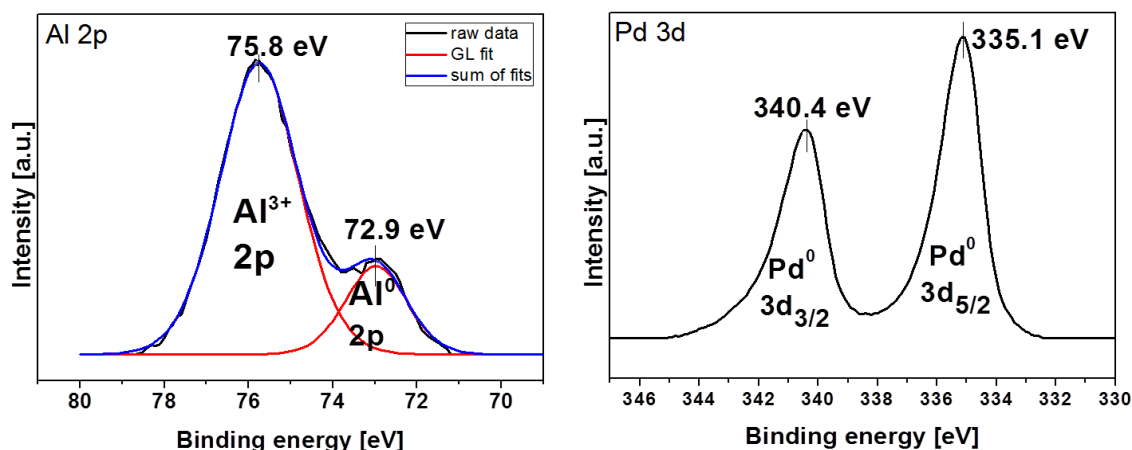 Al 2p
75.8 eV
raw data
GL fit
sum of fits
Al3+
2p
72.9 eV
Al0
2p
Intensity [a.u.]
80 78 76 74 72 70
Binding energy [eV]
Pd 3d
335.1 eV
340.4 eV
Pd0
3d3/2
Pd0
3d5/2
Intensity [a.u.]
346 344 342 340 338 336 334 332 330
Binding energy [eV]